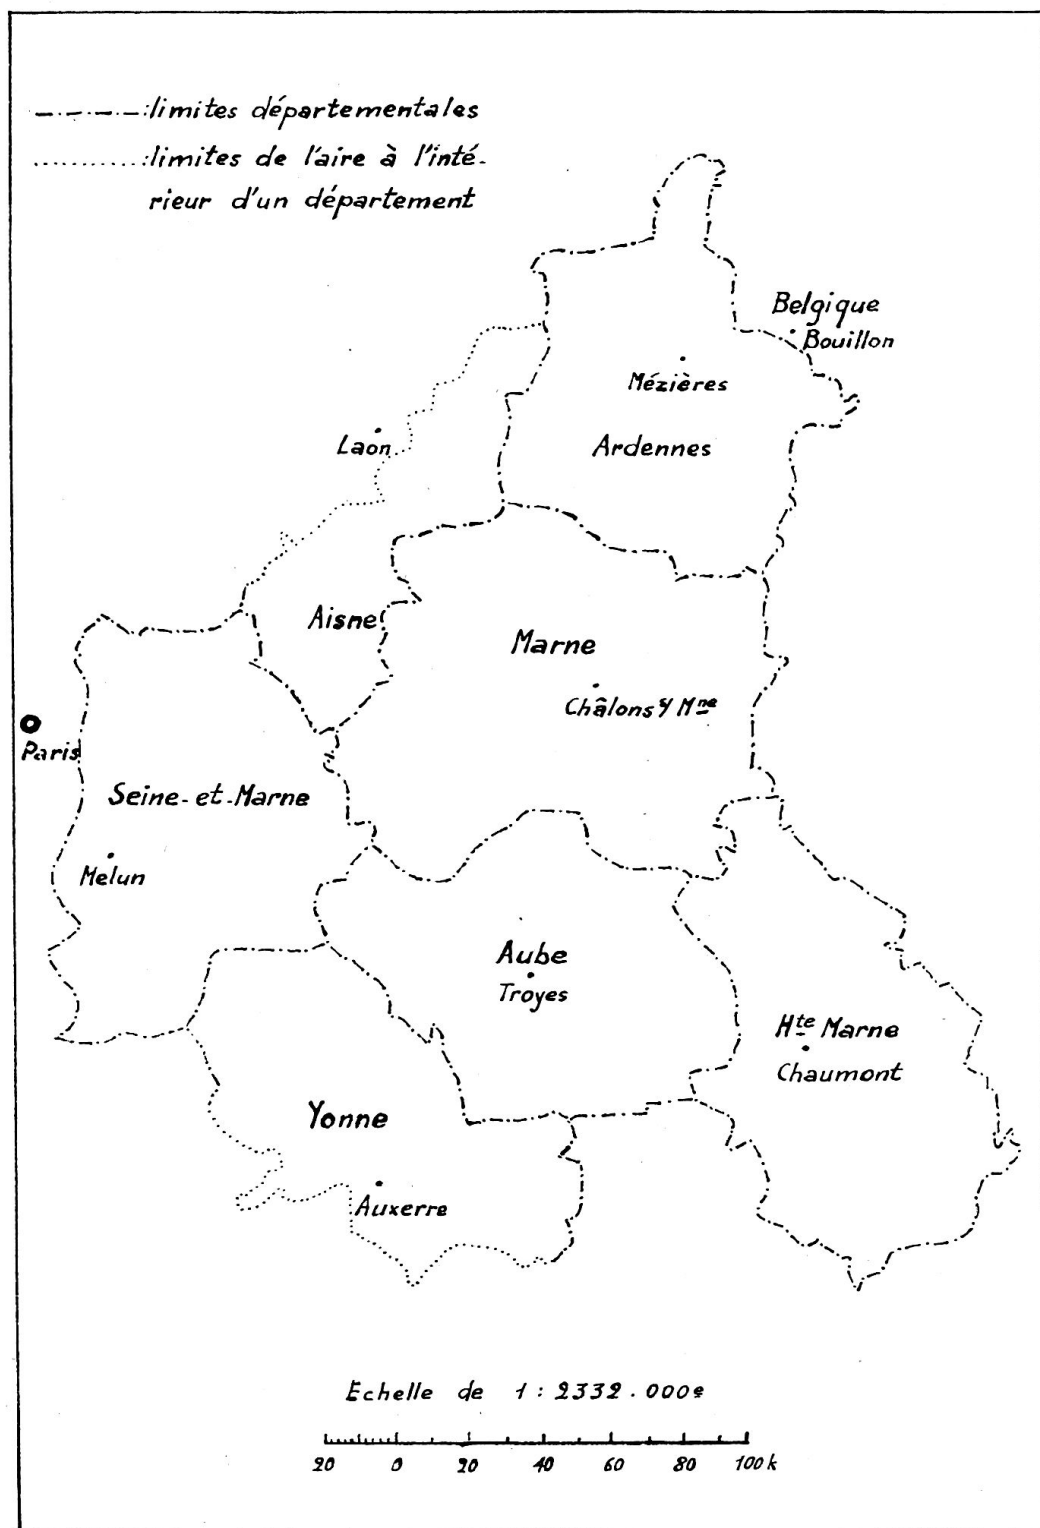 :limites départementales
:limites de l'aire à l'inté-
rieur d'un département
Belgique
Bouillon
Mézières
Ardennes
Laon
Aisne
Marne
Châlons s/ Mne
Paris
Seine-et-Marne
Melun
Aube
Troyes
Hte Marne
Chaumont
Yonne
Auxerre
Echelle de 1 : 2332.000e
20 0 20 40 60 80 100 k